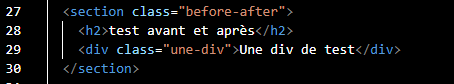 27 <section class="before-after">
28 <h2>test avant et après</h2>
29 <div class="une-div">Une div de test</div>
30 </section>